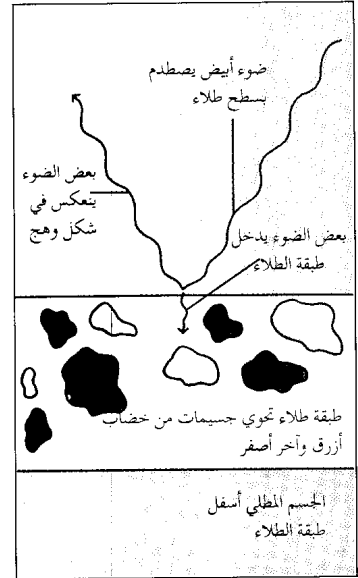 ضوء أبيض يصطدم
بسطح طلاء
بعض الضوء
ينعكس في
شكل وهج
بعض الضوء يدخل
طبقة الطلاء
طبقة طلاء تحوي جسيمات من خضاب
أزرق وآخر أصفر
الجسم المطلي أسفل
طبقة الطلاء